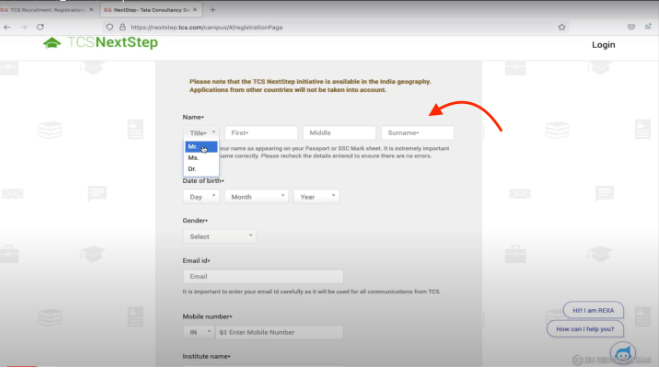 TCS Recruitment: Registration
TCS NextStep- Tata Consultancy
https://nextstep.tcs.com/campus/#/registrationPage
TCSNextStep
Login
Please note that the TCS NextStep initiative is available in the India geography.
Applications from other countries will not be taken into account.
Name*
Title* First* Middle Surname*
Mr.
Ms.
Dr.
your name as appearing on your Passport or SSC Mark sheet. It is extremely important
name correctly. Please recheck the details entered to ensure there are no errors.
Date of birth*
Day Month Year
Gender*
Select
Email id*
Email
It is important to enter your email Id carefully as it will be used for all communications from TCS.
Mobile number*
IN 91 Enter Mobile Number
Institute name*
Hi!! I am REXA
How can I help you?